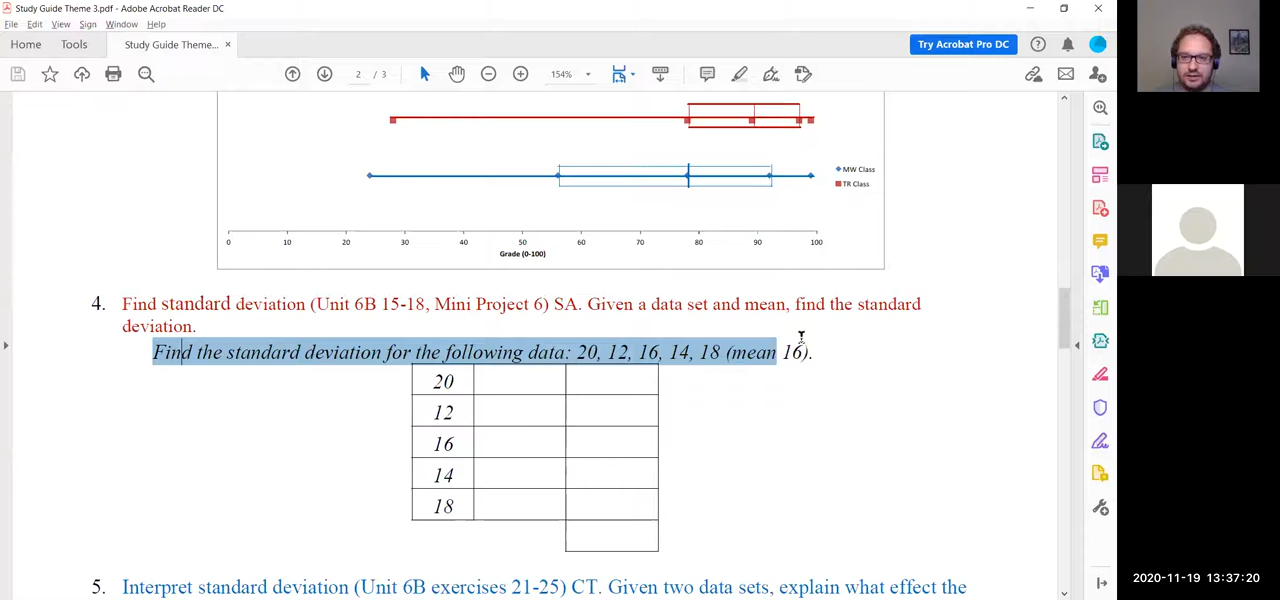 Study Guide Theme 3.pdf - Adobe Acrobat Reader DC
File Edit View Sign Window Help
Home Tools Study Guide Theme... × Try Acrobat Pro DC
2 / 3 154%
MW Class
TR Class
0 10 20 30 40 50 60 70 80 90 100
Grade (0-100)
4. Find standard deviation (Unit 6B 15-18, Mini Project 6) SA. Given a data set and mean, find the standard
deviation.
Find the standard deviation for the following data: 20, 12, 16, 14, 18 (mean 16).
20
12
16
14
18
5. Interpret standard deviation (Unit 6B exercises 21-25) CT. Given two data sets, explain what effect the
2020-11-19 13:37:20